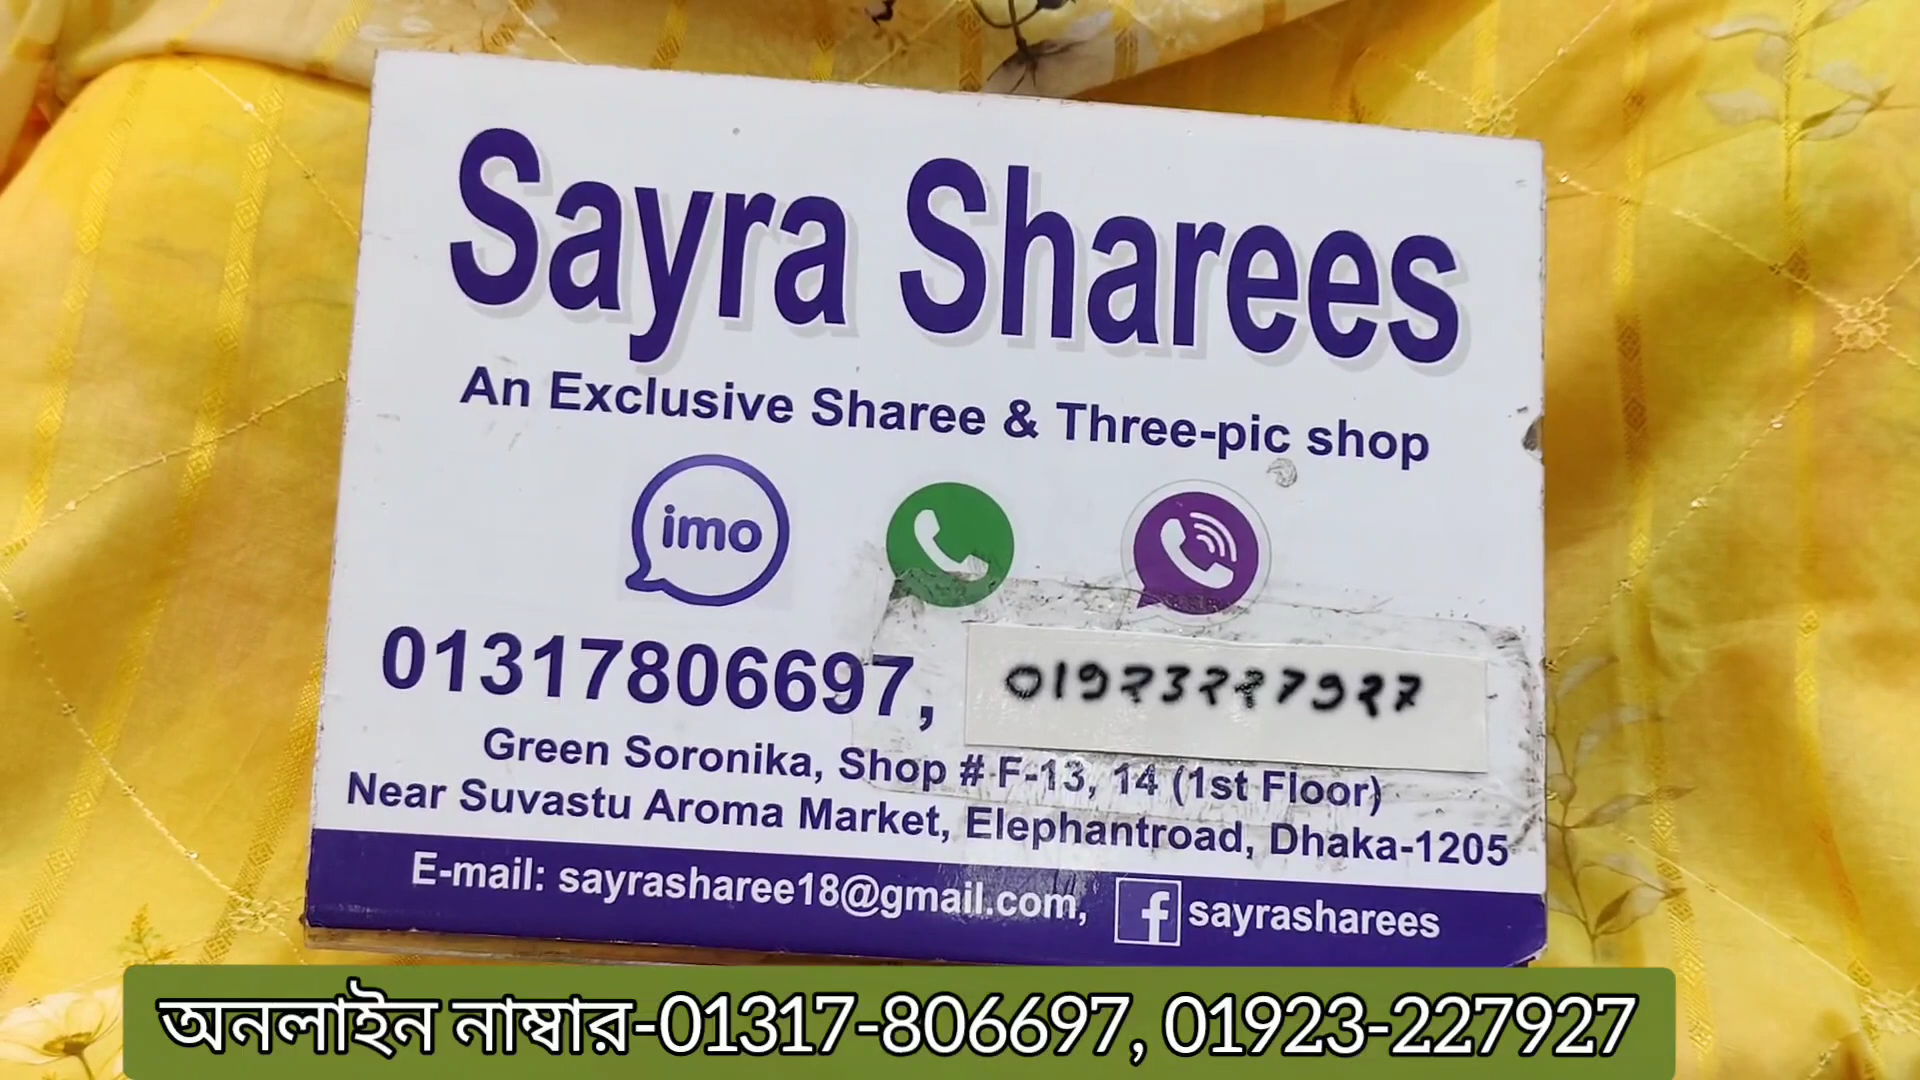 Sayra Sharees
An Exclusive Sharee & Three-pic shop
imo
01317806697, 01923227927
Green Soronika, Shop # F-13, 14 (1st Floor)
Near Suvastu Aroma Market, Elephantroad, Dhaka-1205
E-mail: sayrasharee18@gmail.com, f sayrasharees
অনলাইন নাম্বার-01317-806697, 01923-227927